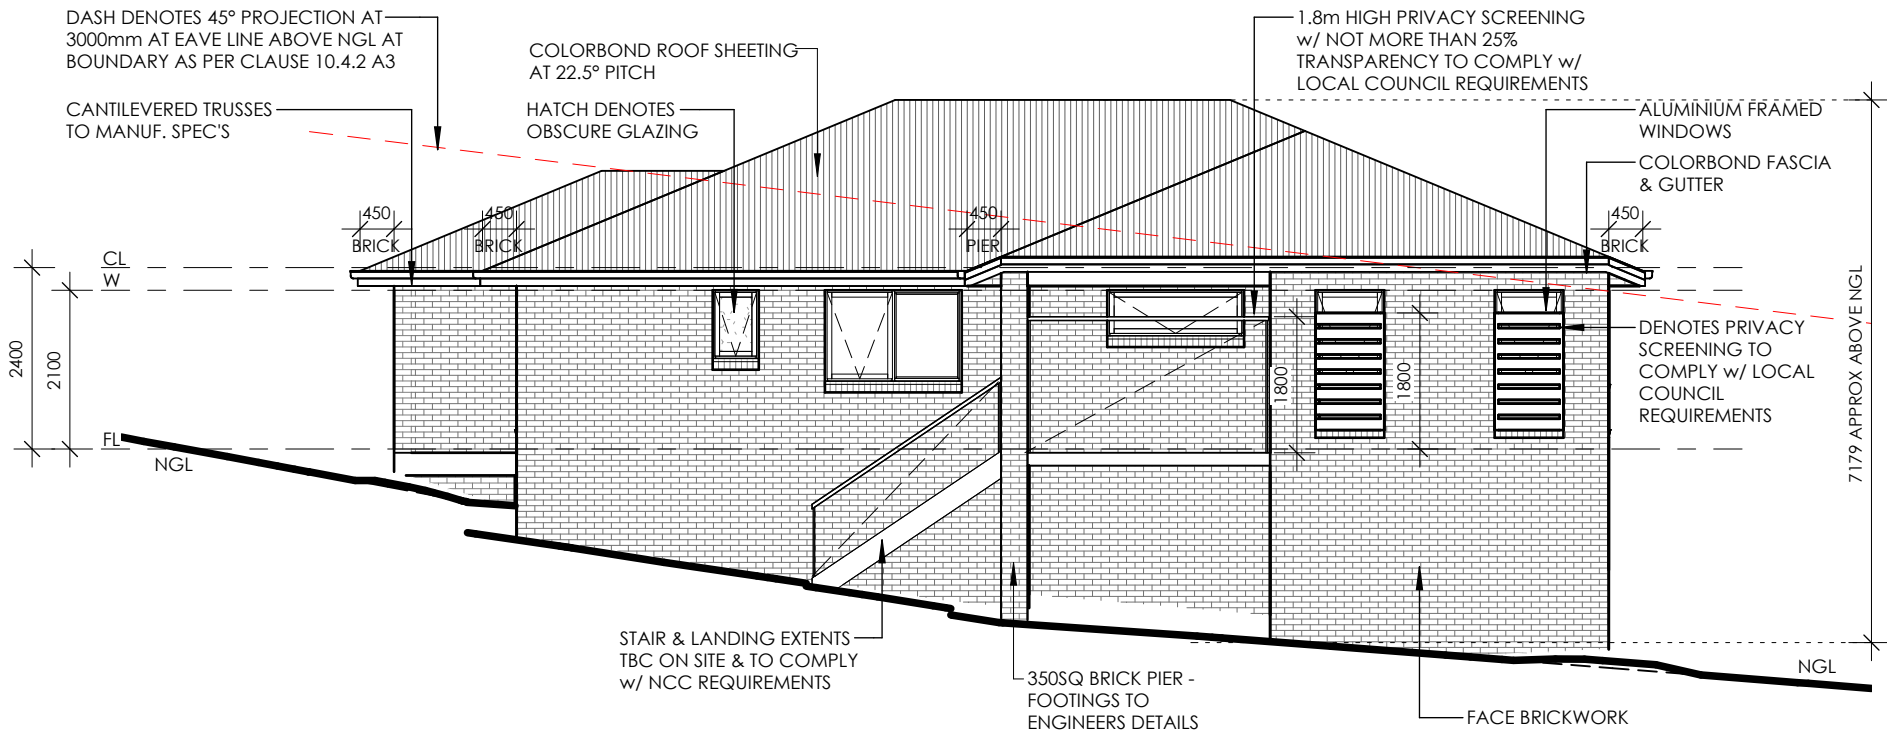 DASH DENOTES 45° PROJECTION AT
3000mm AT EAVE LINE ABOVE NGL AT
BOUNDARY AS PER CLAUSE 10.4.2 A3
CANTILEVERED TRUSSES
TO MANUF. SPEC'S
COLORBOND ROOF SHEETING
AT 22.5° PITCH
HATCH DENOTES
OBSCURE GLAZING
1.8m HIGH PRIVACY SCREENING
w/ NOT MORE THAN 25%
TRANSPARENCY TO COMPLY w/
LOCAL COUNCIL REQUIREMENTS
ALUMINIUM FRAMED
WINDOWS
COLORBOND FASCIA
& GUTTER
450
BRICK
450
BRICK
450
PIER
450
BRICK
CL
W
2400
2100
FL
NGL
1800
1800
DENOTES PRIVACY
SCREENING TO
COMPLY w/ LOCAL
COUNCIL
REQUIREMENTS
7179 APPROX ABOVE NGL
STAIR & LANDING EXTENTS
TBC ON SITE & TO COMPLY
w/ NCC REQUIREMENTS
350SQ BRICK PIER -
FOOTINGS TO
ENGINEERS DETAILS
FACE BRICKWORK
NGL